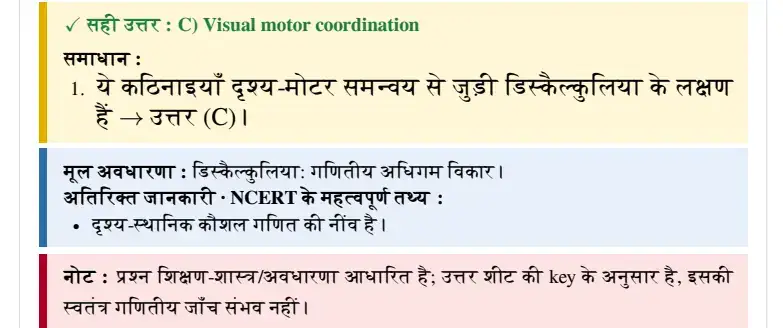 ✓ सही उत्तर : C) Visual motor coordination
समाधान :
1. ये कठिनाइयाँ दृश्य-मोटर समन्वय से जुड़ी डिस्कैल्कुलिया के लक्षण
हैं → उत्तर (C)।
मूल अवधारणा : डिस्कैल्कुलिया: गणितीय अधिगम विकार।
अतिरिक्त जानकारी · NCERT के महत्वपूर्ण तथ्य :
• दृश्य-स्थानिक कौशल गणित की नींव है।
नोट : प्रश्न शिक्षण-शास्त्र/अवधारणा आधारित है; उत्तर शीट की key के अनुसार है, इसकी
स्वतंत्र गणितीय जाँच संभव नहीं।